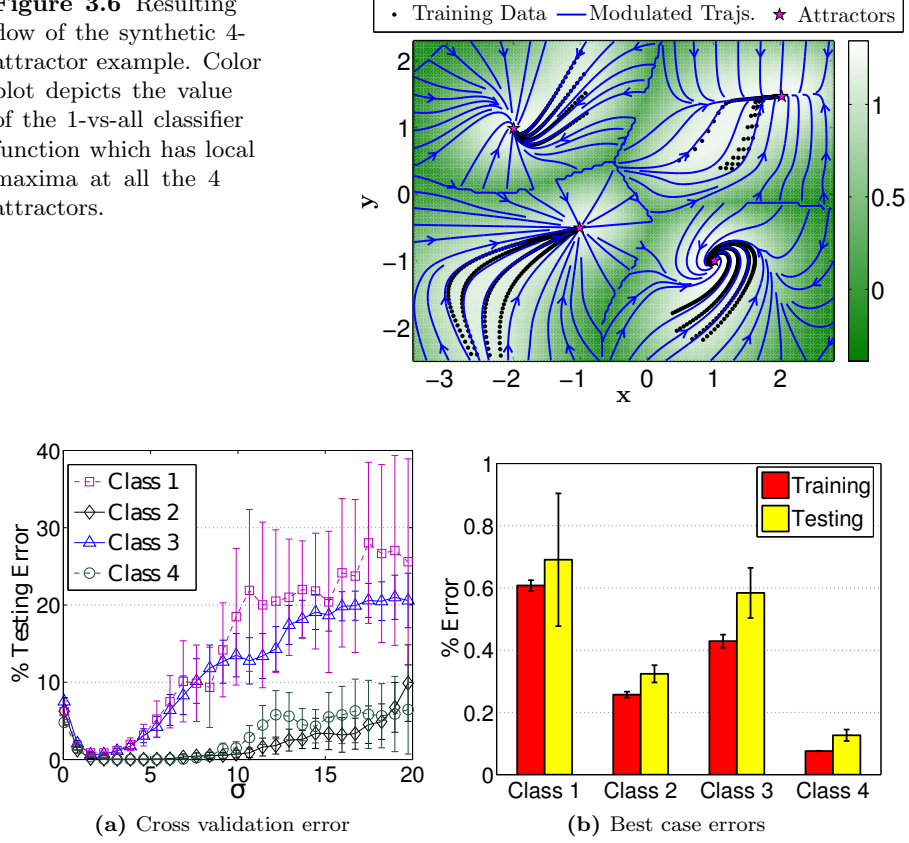 Figure 3.6 Resulting
flow of the synthetic 4-
attractor example. Color
plot depicts the value
of the 1-vs-all classifier
function which has local
maxima at all the 4
attractors.
Training Data Modulated Trajs. Attractors
2
1
0
−1
−2
y
−3 −2 −1 0 1 2
x
1
0.5
0
40
30
20
10
0
% Testing Error
Class 1
Class 2
Class 3
Class 4
0 5 10 15 20
σ
(a) Cross validation error
1
0.8
0.6
0.4
0.2
0
% Error
Training
Testing
Class 1 Class 2 Class 3 Class 4
(b) Best case errors